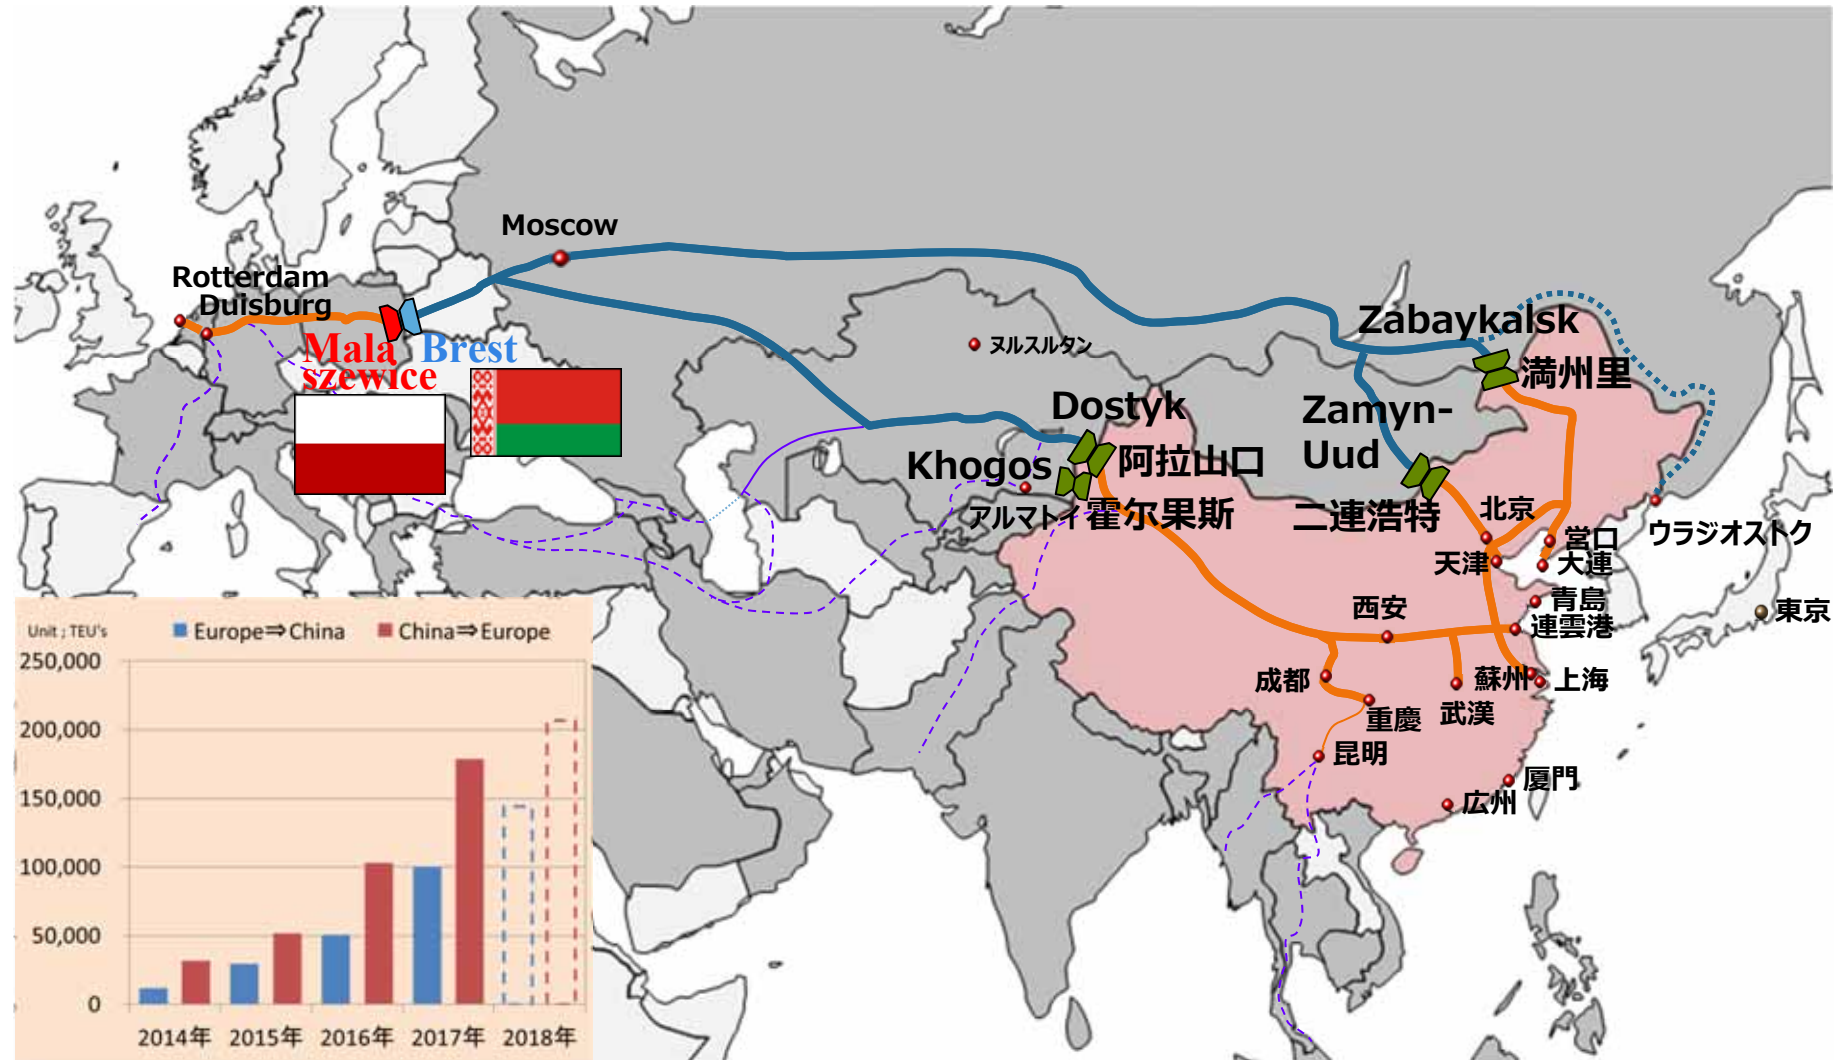 Moscow
Rotterdam
Duisburg
Mala
szewice
Brest
Zabaykalsk
満州里
ヌルスルタン
Dostyk
阿拉山口
Zamyn-
Uud
二連浩特
Khogos
アルマトイ
霍尔果斯
北京
天津
営口
大連
ウラジオストク
青島
連雲港
東京
西安
成都
重慶
武漢
蘇州
上海
昆明
厦門
広州
Unit ; TEU's
Europe⇒China
China⇒Europe
250,000
200,000
150,000
100,000
50,000
0
2014年 2015年 2016年 2017年 2018年